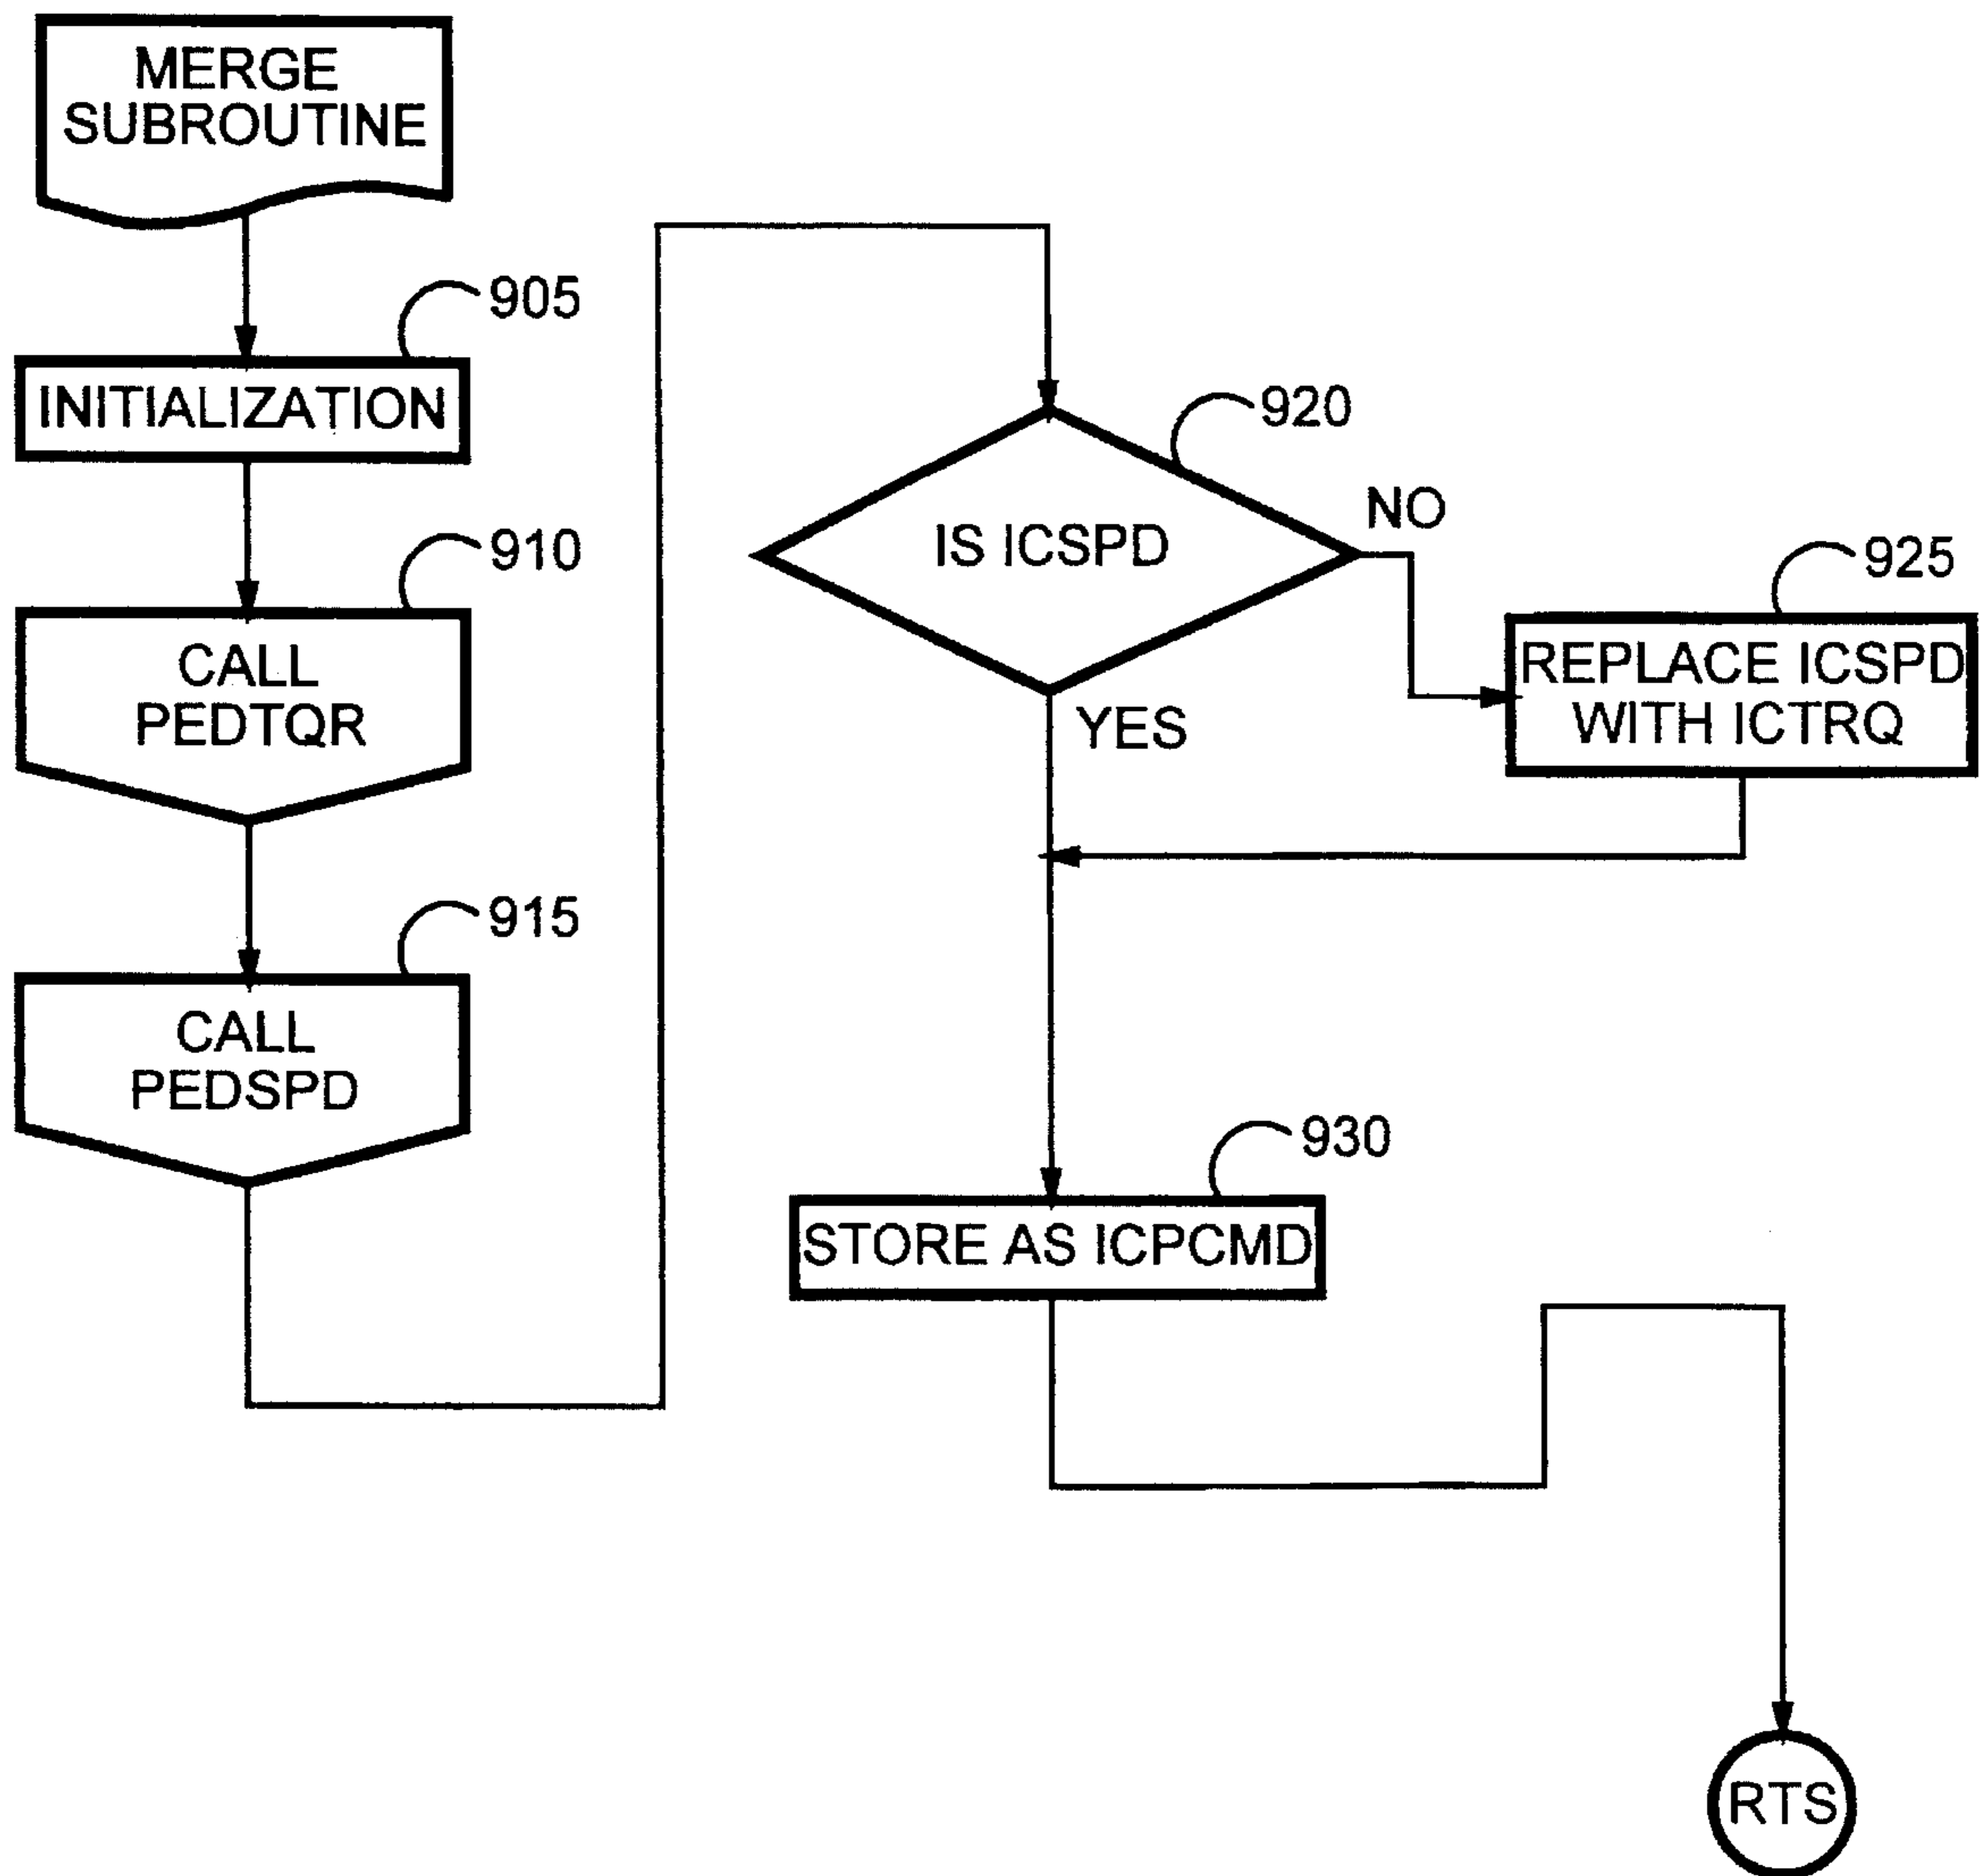 MERGE
SUBROUTINE
905
INITIALIZATION
910
CALL
PEDTQR
915
CALL
PEDSPD
920
IS ICSPD
NO
YES
925
REPLACE ICSPD
WITH ICTRQ
930
STORE AS ICPCMD
RTS